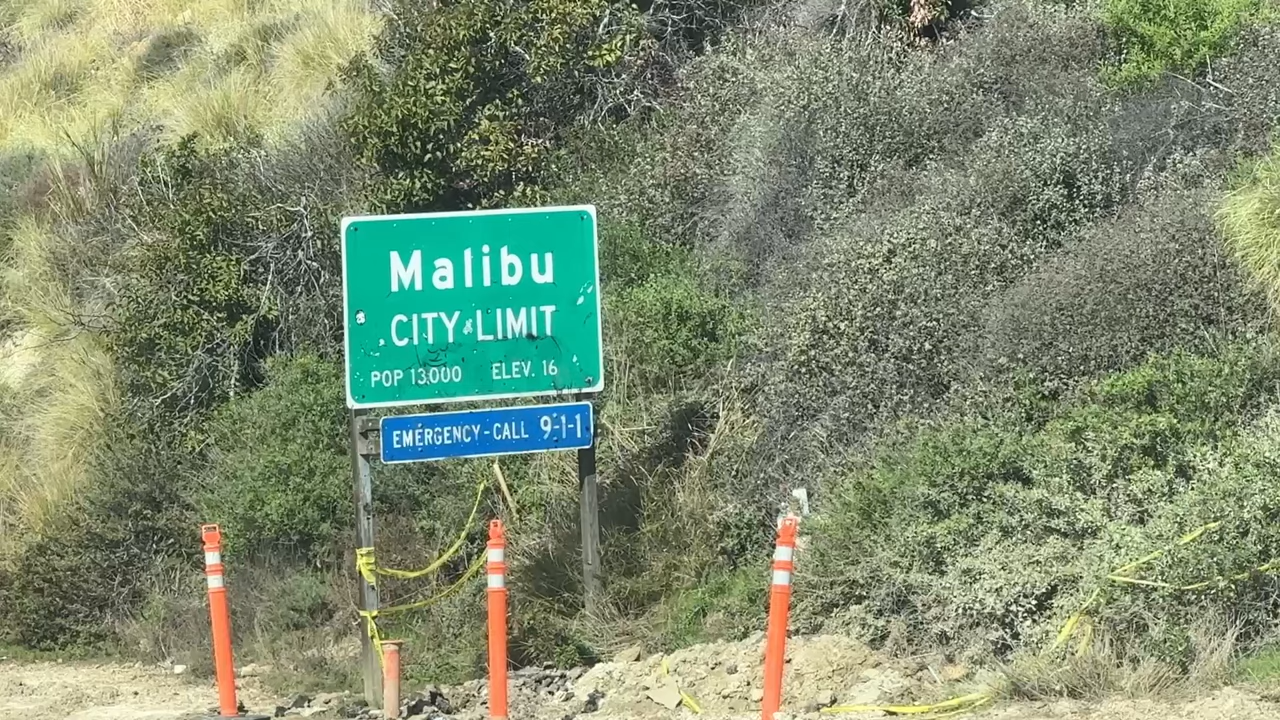 Malibu
CITY LIMIT
POP 13,000 ELEV. 16
EMERGENCY-CALL 9-1-1